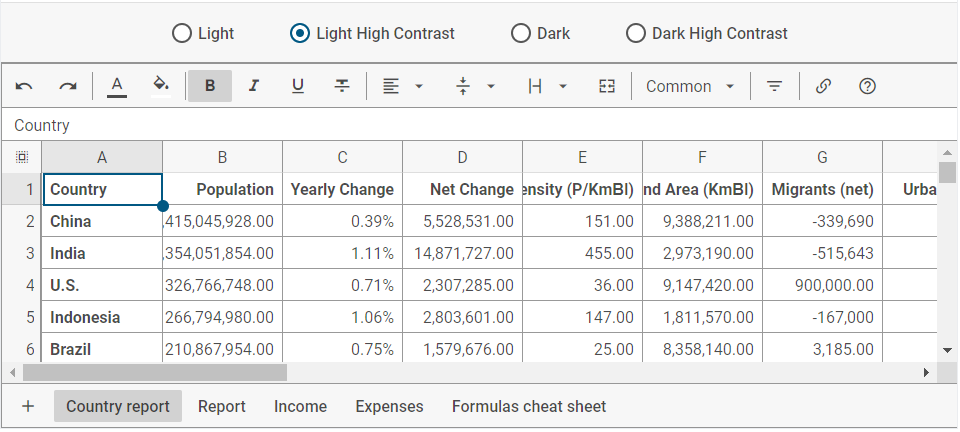 Light Light High Contrast Dark Dark High Contrast
A B I U T Common
Country
A B C D E F G
1 Country Population Yearly Change Net Change ensity (P/KmBI) nd Area (KmBI) Migrants (net) Urba
2 China ,415,045,928.00 0.39% 5,528,531.00 151.00 9,388,211.00 -339,690
3 India ,354,051,854.00 1.11% 14,871,727.00 455.00 2,973,190.00 -515,643
4 U.S. 326,766,748.00 0.71% 2,307,285.00 36.00 9,147,420.00 900,000.00
5 Indonesia 266,794,980.00 1.06% 2,803,601.00 147.00 1,811,570.00 -167,000
6 Brazil 210,867,954.00 0.75% 1,579,676.00 25.00 8,358,140.00 3,185.00
+ Country report Report Income Expenses Formulas cheat sheet